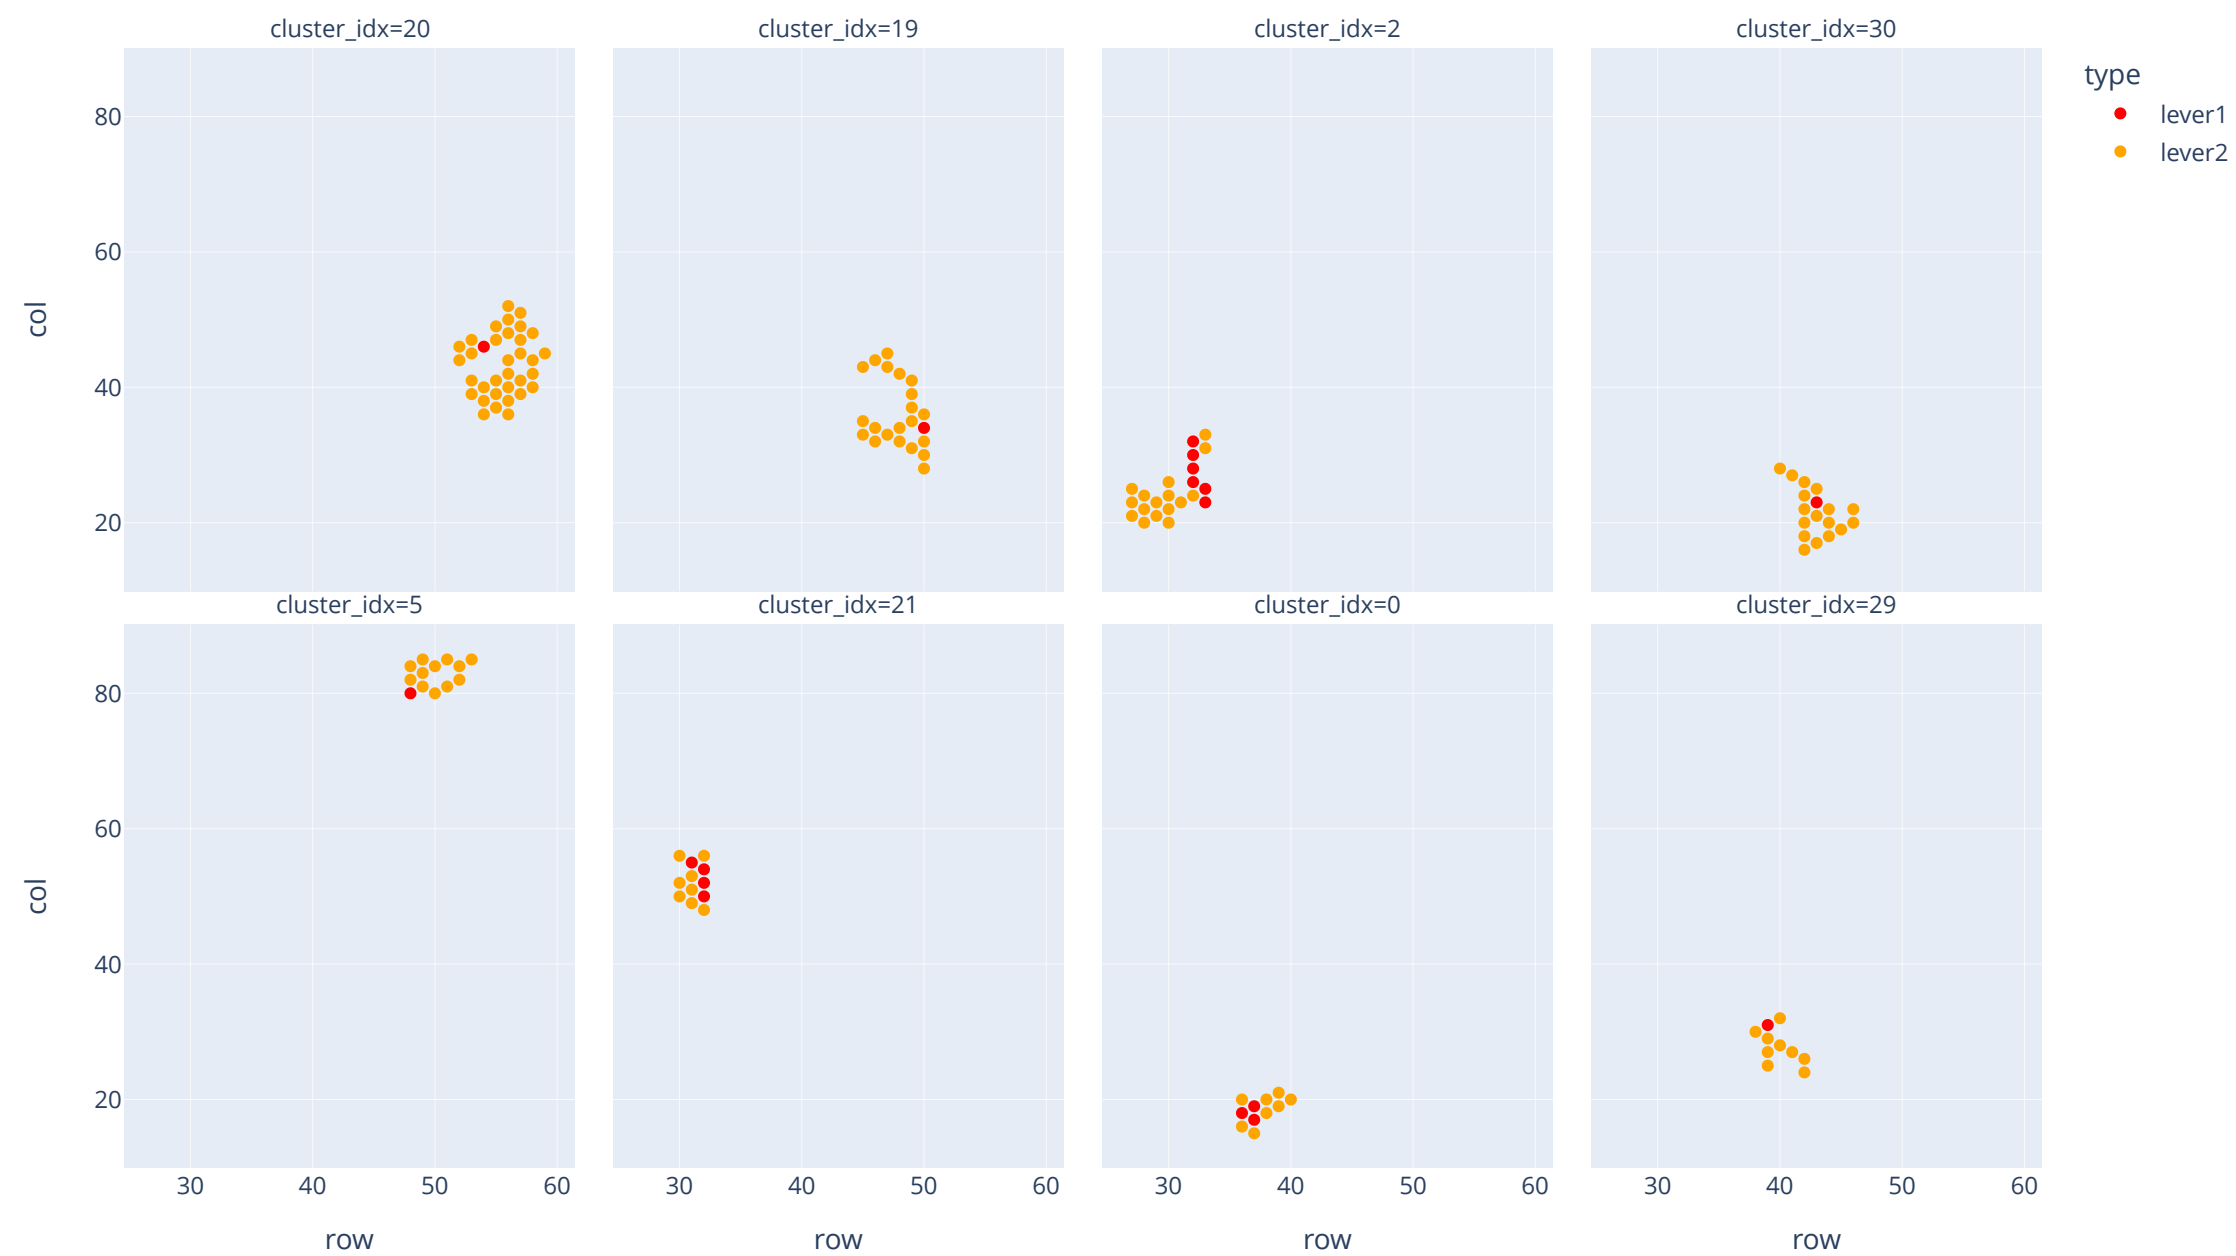 cluster_idx=20
cluster_idx=19
cluster_idx=2
cluster_idx=30
type
lever1
lever2
col
80
60
40
20
cluster_idx=5
cluster_idx=21
cluster_idx=0
cluster_idx=29
col
80
60
40
20
30 40 50 60
30 40 50 60
30 40 50 60
30 40 50 60
row
row
row
row